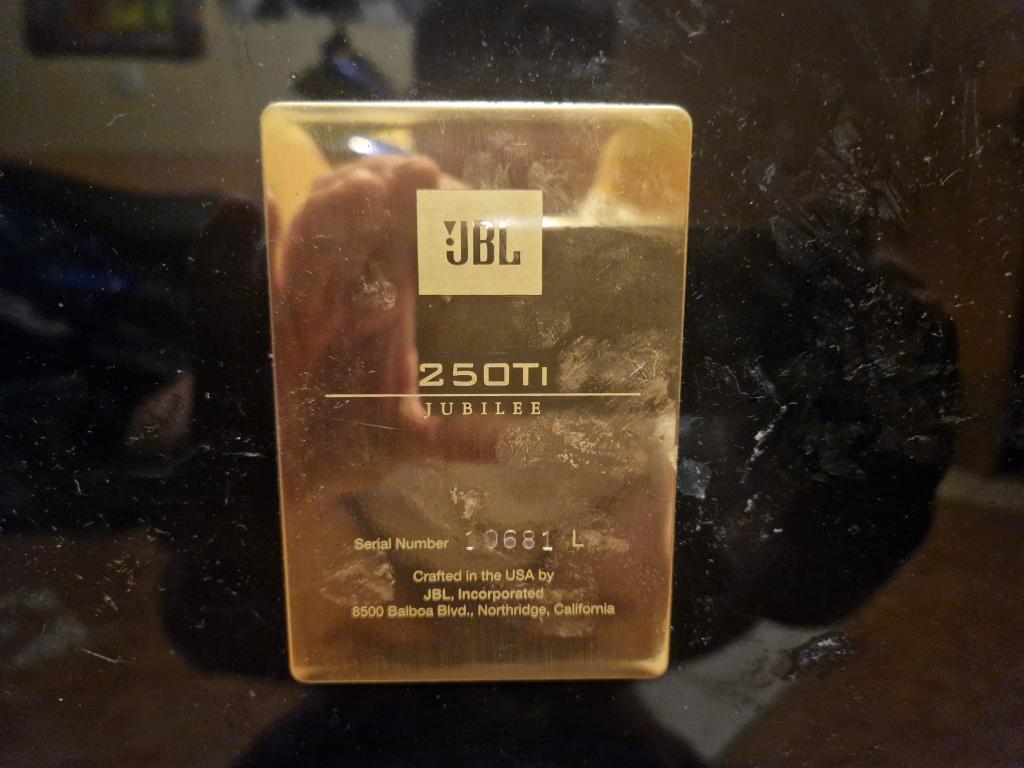 JBL
250Ti
JUBILEE
Serial Number 10681 L
Crafted in the USA by
JBL, Incorporated
8500 Balboa Blvd., Northridge, California